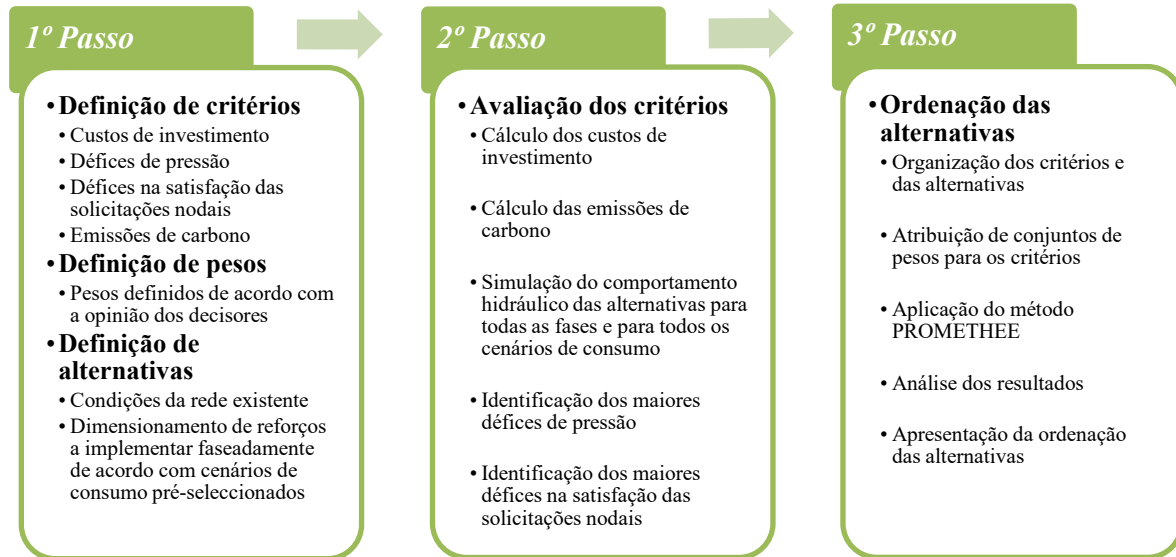 1º Passo
• Definição de critérios
• Custos de investimento
• Défices de pressão
• Défices na satisfação das
solicitações nodais
• Emissões de carbono
• Definição de pesos
• Pesos definidos de acordo com
a opinião dos decisores
• Definição de
alternativas
• Condições da rede existente
• Dimensionamento de reforços
a implementar faseadamente
de acordo com cenários de
consumo pré-seleccionados
2º Passo
• Avaliação dos critérios
• Cálculo dos custos de
investimento
• Cálculo das emissões de
carbono
• Simulação do comportamento
hidráulico das alternativas para
todas as fases e para todos os
cenários de consumo
• Identificação dos maiores
défices de pressão
• Identificação dos maiores
défices na satisfação das
solicitações nodais
3º Passo
• Ordenação das
alternativas
• Organização dos critérios e
das alternativas
• Atribuição de conjuntos de
pesos para os critérios
• Aplicação do método
PROMETHEE
• Análise dos resultados
• Apresentação da ordenação
das alternativas